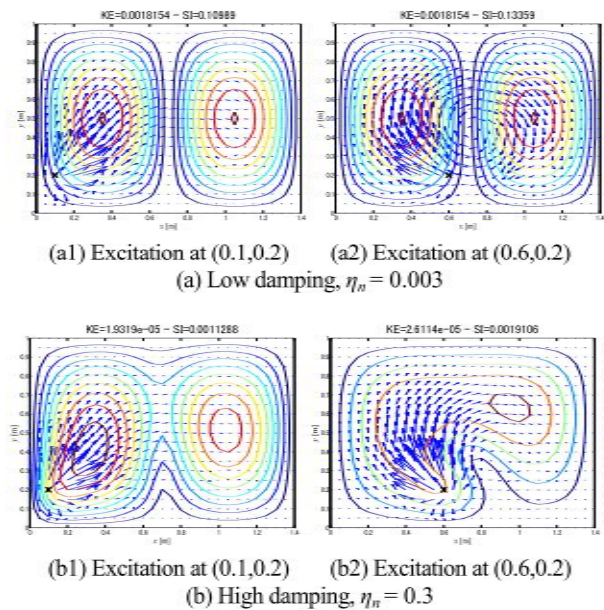 KE=0.0018154 - SI=0.10989
KE=0.0018154 - SI=0.13359
(a1) Excitation at (0.1,0.2)
(a2) Excitation at (0.6,0.2)
(a) Low damping, ηn = 0.003
KE=1.9319e-05 - SI=0.0011288
KE=2.6114e-05 - SI=0.0019106
(b1) Excitation at (0.1,0.2)
(b2) Excitation at (0.6,0.2)
(b) High damping, ηn = 0.3